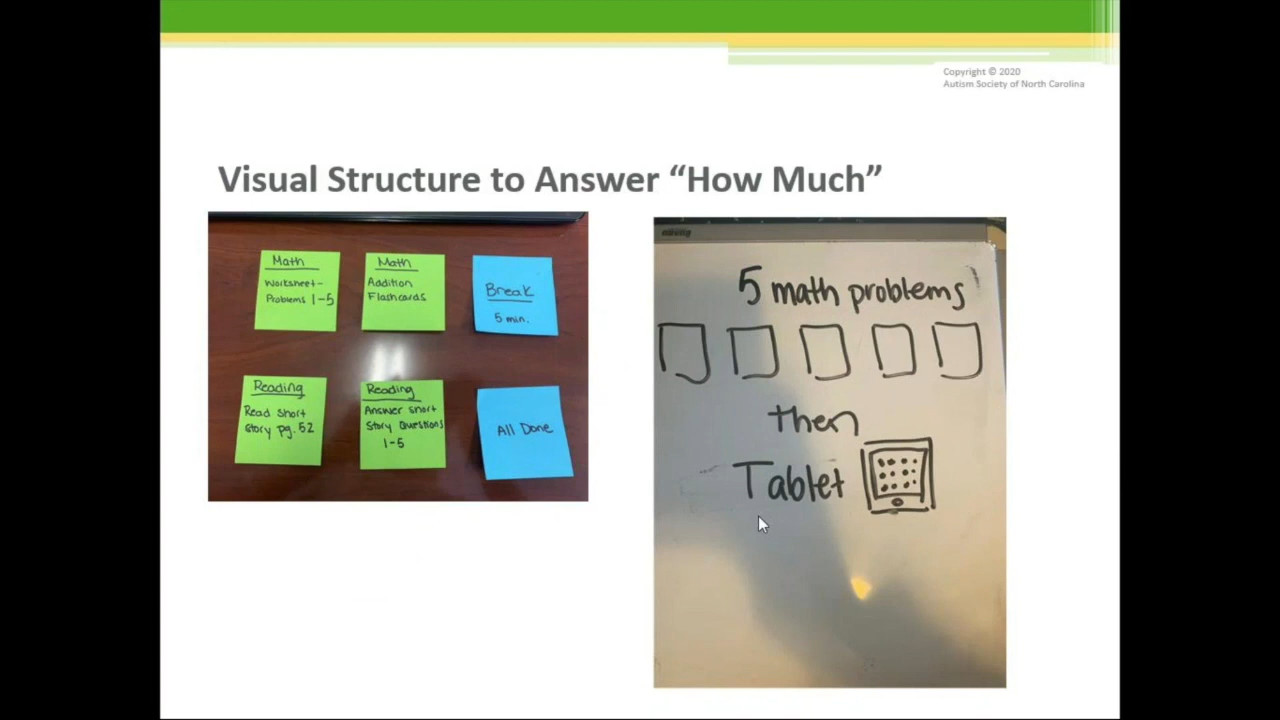 Copyright © 2020
Autism Society of North Carolina
Visual Structure to Answer “How Much”
Math
Worksheet-
Problems 1-5
Math
Addition
Flashcards
Break
5 min.
Reading
Read Short
Story pg. 52
Reading
Answer short
Story Questions
1-5
All Done
5 math problems
then
Tablet